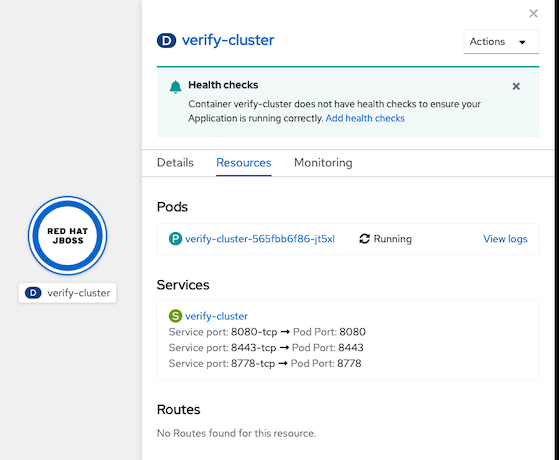 D verify-cluster
Actions
Health checks
Container verify-cluster does not have health checks to ensure your
Application is running correctly. Add health checks
Details Resources Monitoring
RED HAT
JBOSS
D verify-cluster
Pods
P verify-cluster-565fbb6f86-jt5xl Running View logs
Services
S verify-cluster
Service port: 8080-tcp ➞ Pod Port: 8080
Service port: 8443-tcp ➞ Pod Port: 8443
Service port: 8778-tcp ➞ Pod Port: 8778
Routes
No Routes found for this resource.